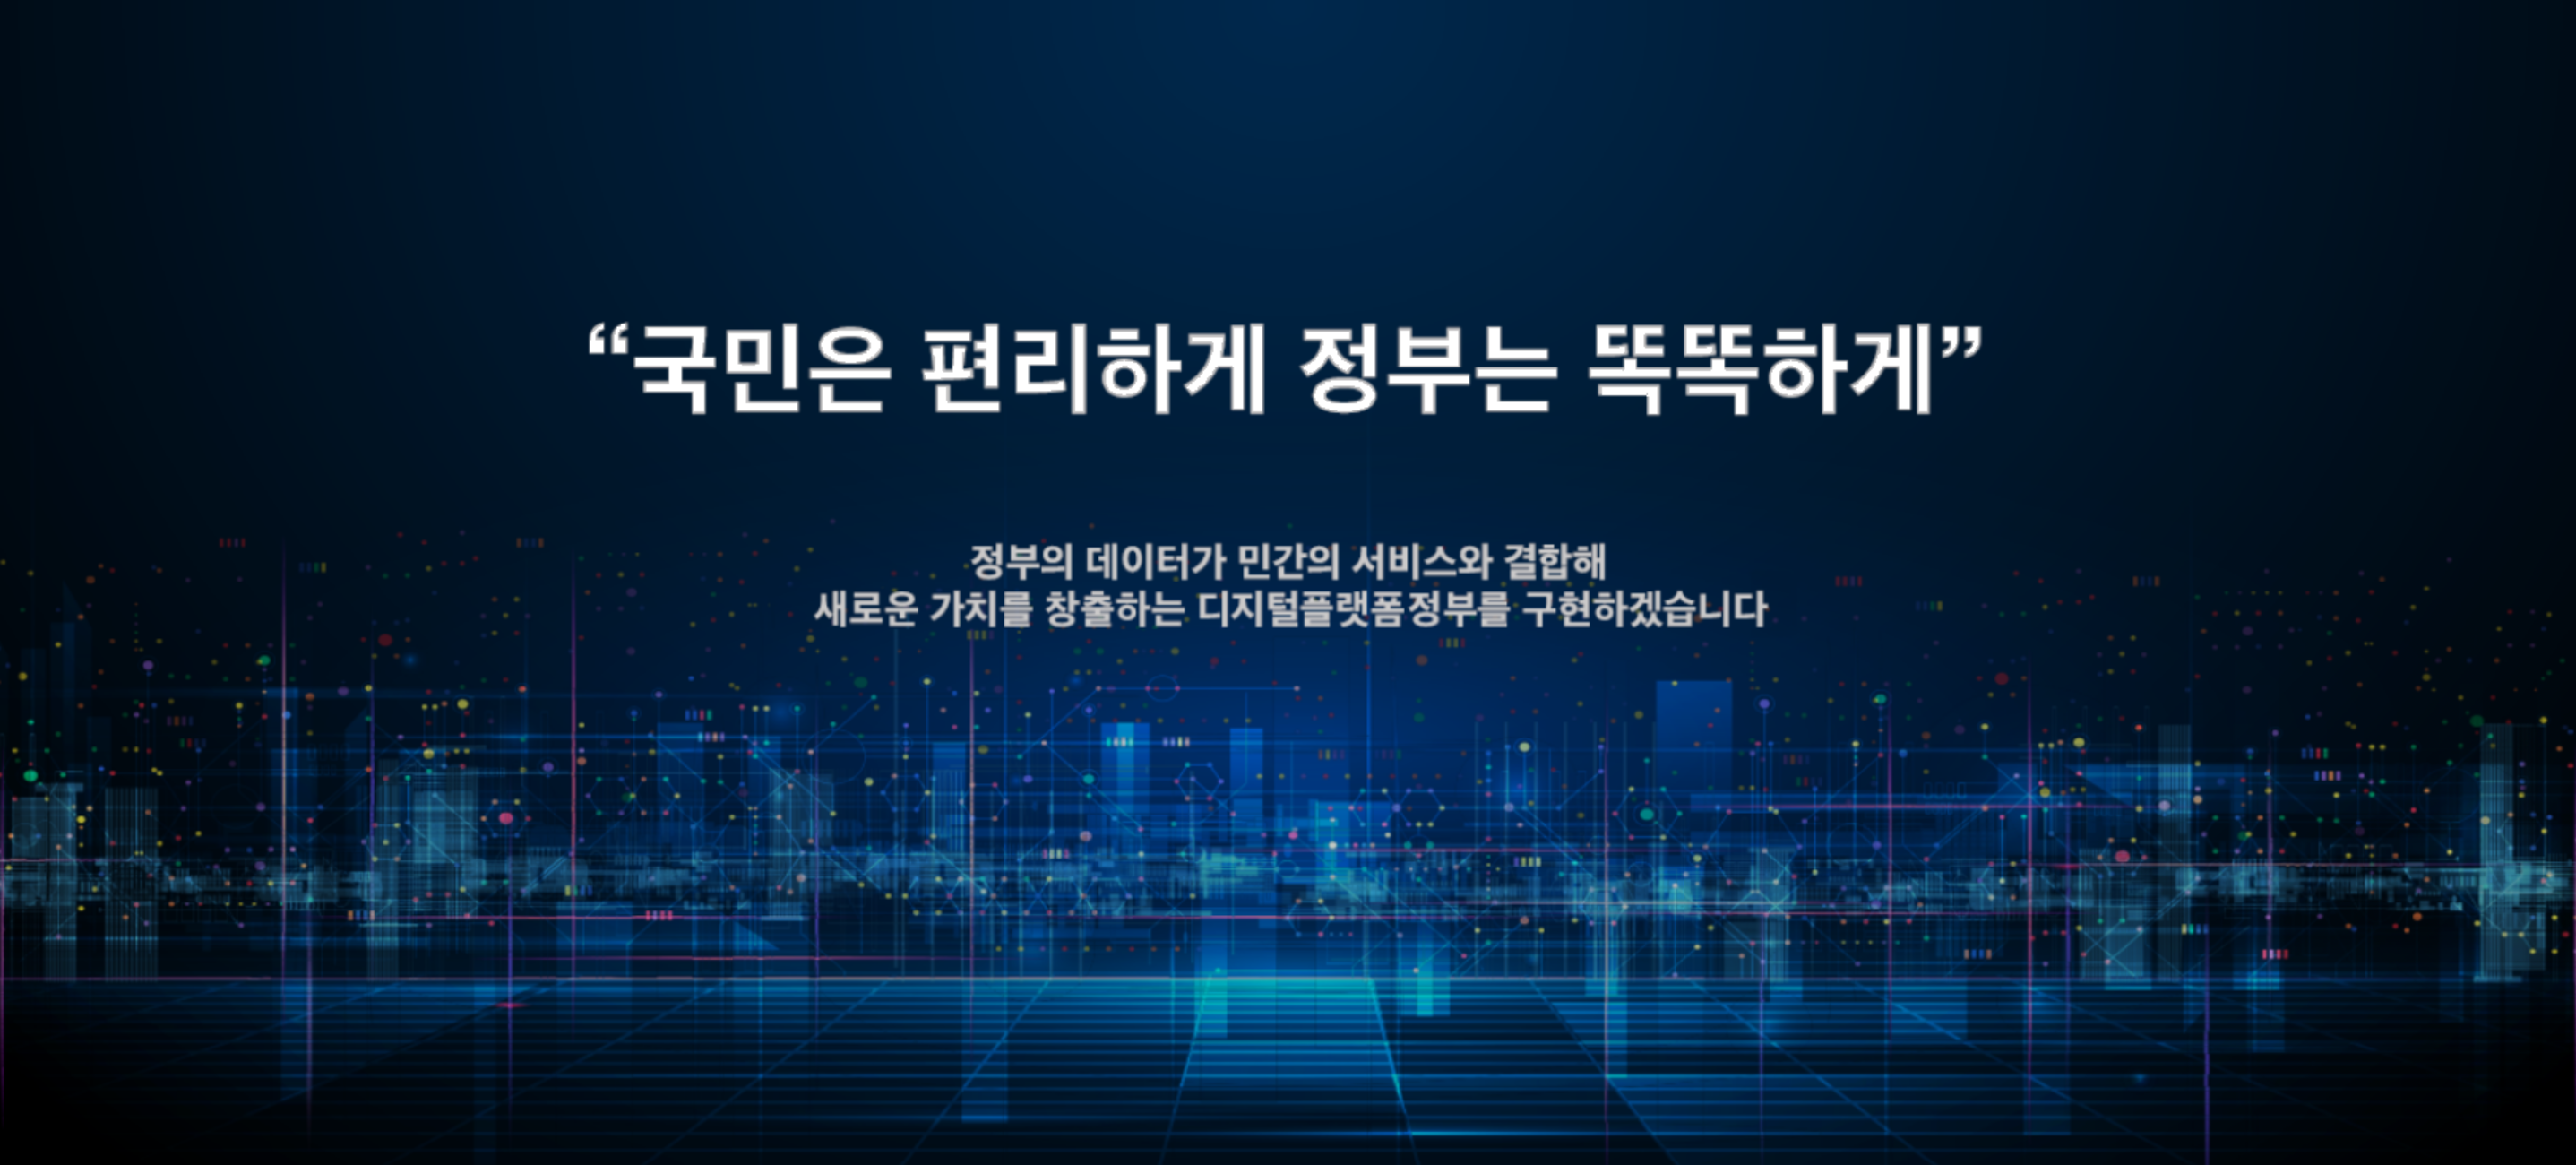 “국민은 편리하게 정부는 똑똑하게”
정부의 데이터가 민간의 서비스와 결합해
새로운 가치를 창출하는 디지털플랫폼정부를 구현하겠습니다